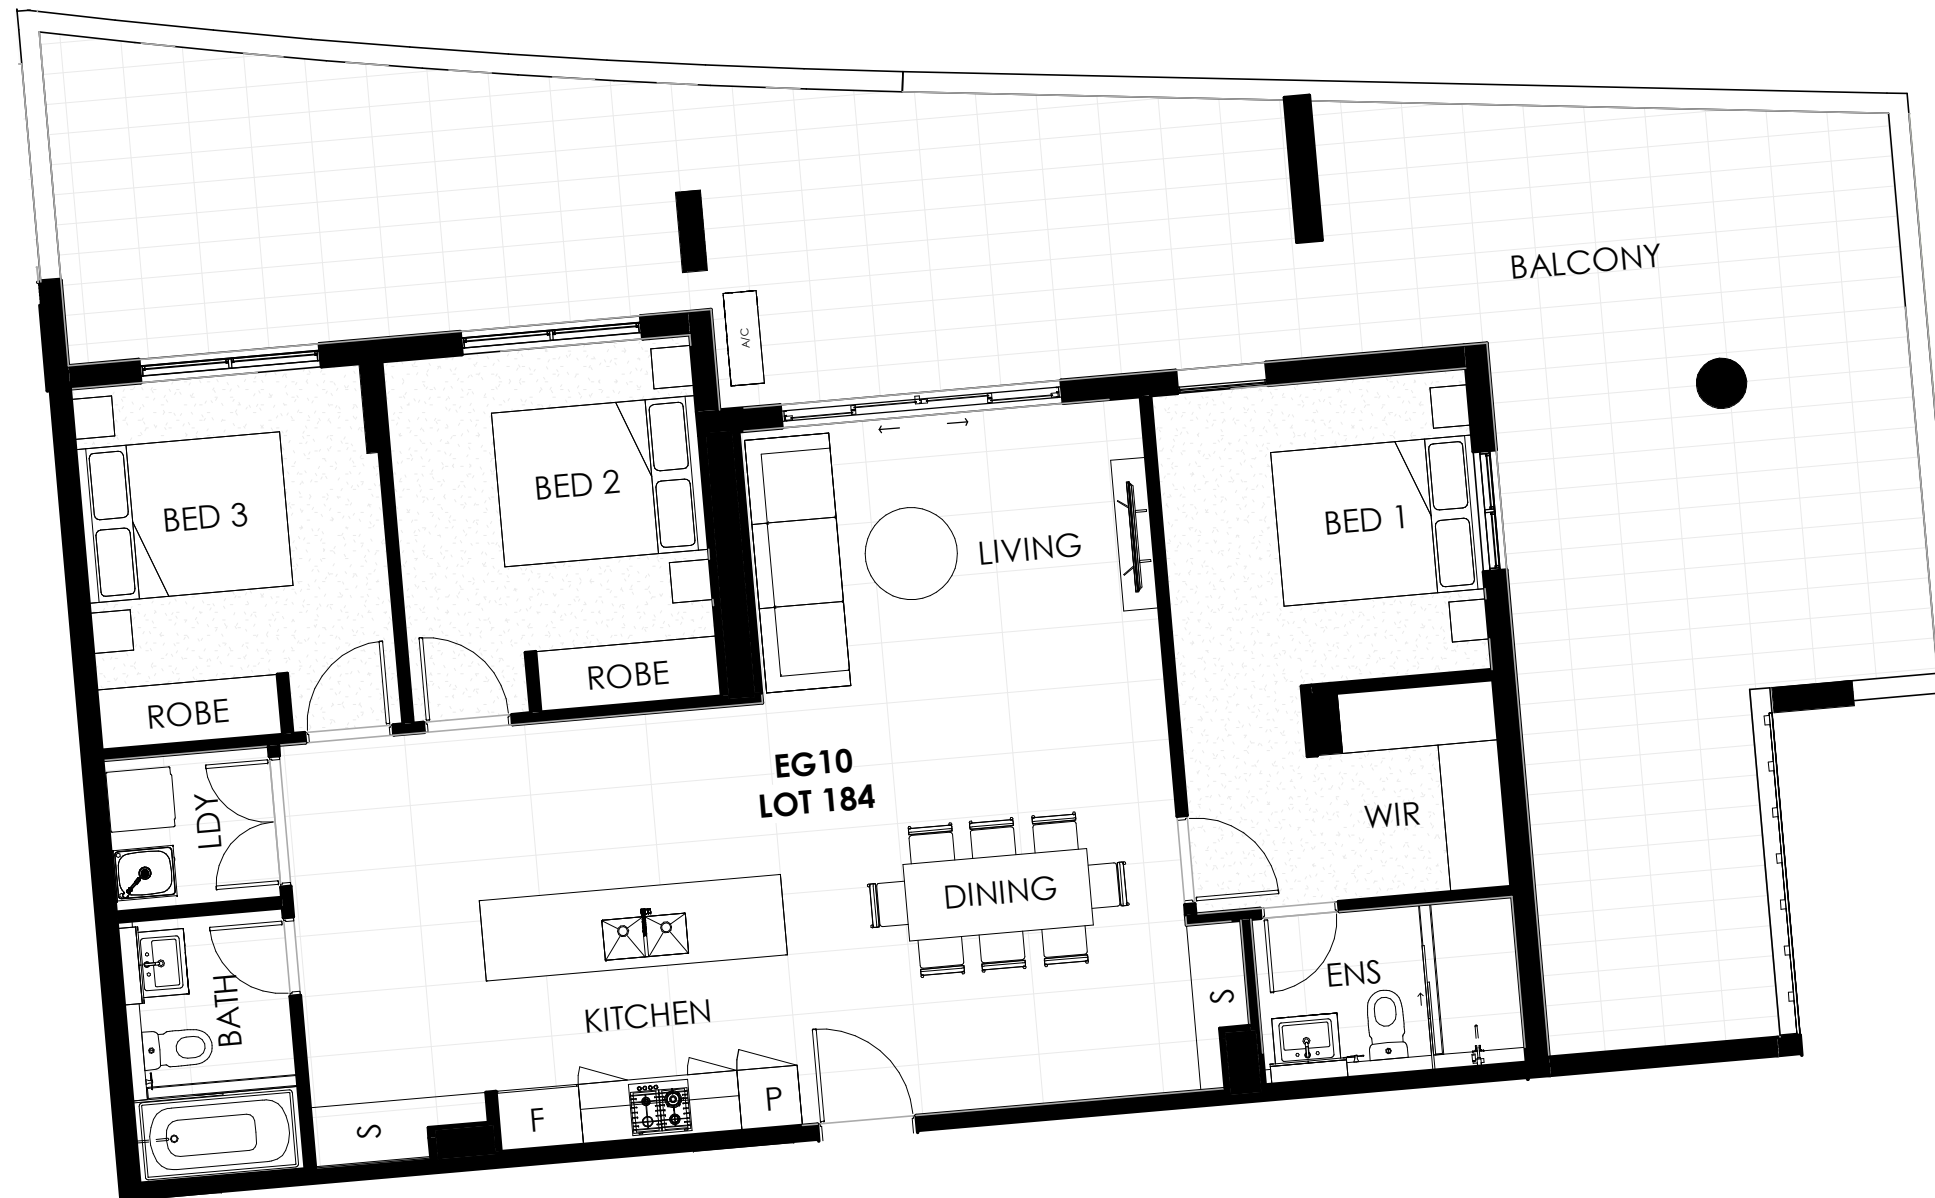 BALCONY
A/C
BED 3
BED 2
LIVING
BED 1
ROBE
ROBE
EG10
LOT 184
LDY
WIR
DINING
BATH
KITCHEN
S
ENS
S
F
P